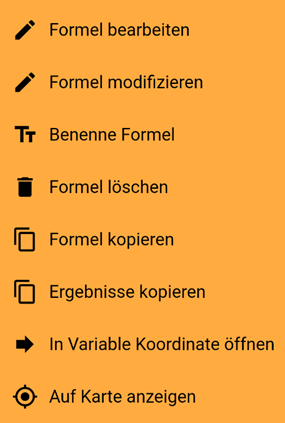 Formel bearbeiten
Formel modifizieren
Benenne Formel
Formel löschen
Formel kopieren
Ergebnisse kopieren
In Variable Koordinate öffnen
Auf Karte anzeigen